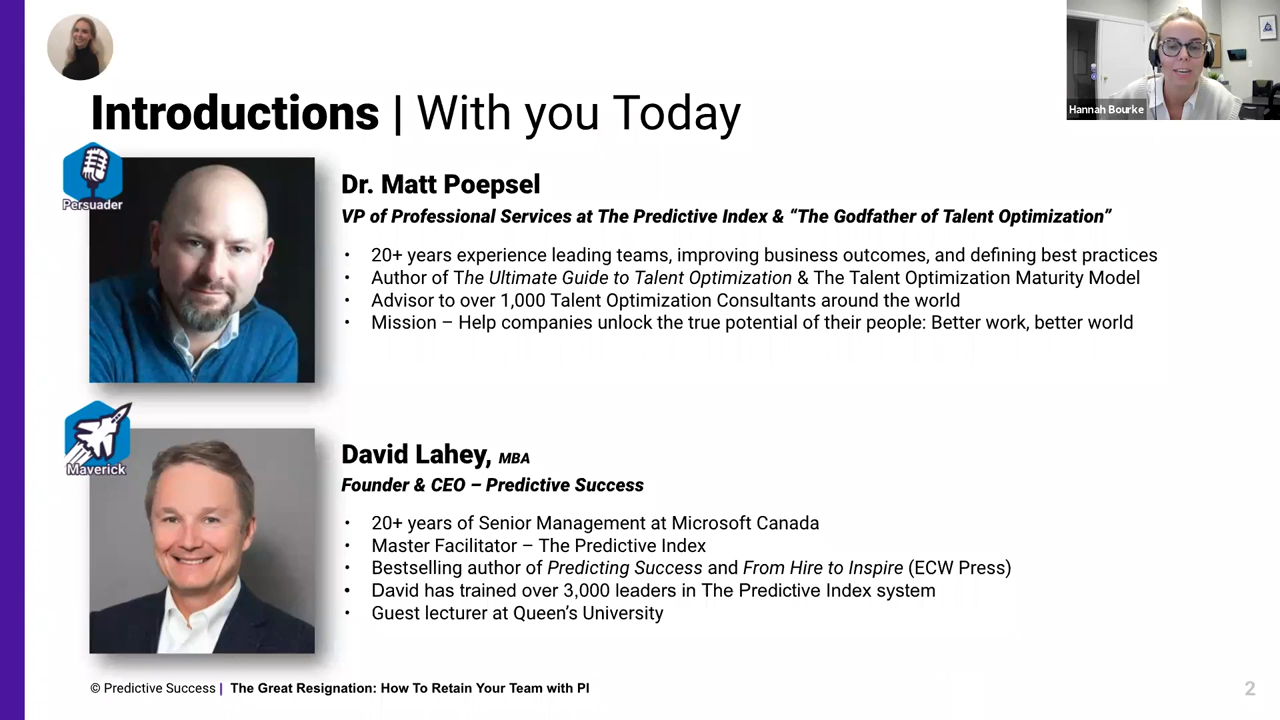 Hannah Bourke
Introductions | With you Today
Persuader
Dr. Matt Poepsel
VP of Professional Services at The Predictive Index & “The Godfather of Talent Optimization”
• 20+ years experience leading teams, improving business outcomes, and defining best practices
• Author of The Ultimate Guide to Talent Optimization & The Talent Optimization Maturity Model
• Advisor to over 1,000 Talent Optimization Consultants around the world
• Mission – Help companies unlock the true potential of their people: Better work, better world
Maverick
David Lahey, MBA
Founder & CEO – Predictive Success
• 20+ years of Senior Management at Microsoft Canada
• Master Facilitator – The Predictive Index
• Bestselling author of Predicting Success and From Hire to Inspire (ECW Press)
• David has trained over 3,000 leaders in The Predictive Index system
• Guest lecturer at Queen’s University
© Predictive Success | The Great Resignation: How To Retain Your Team with PI
2